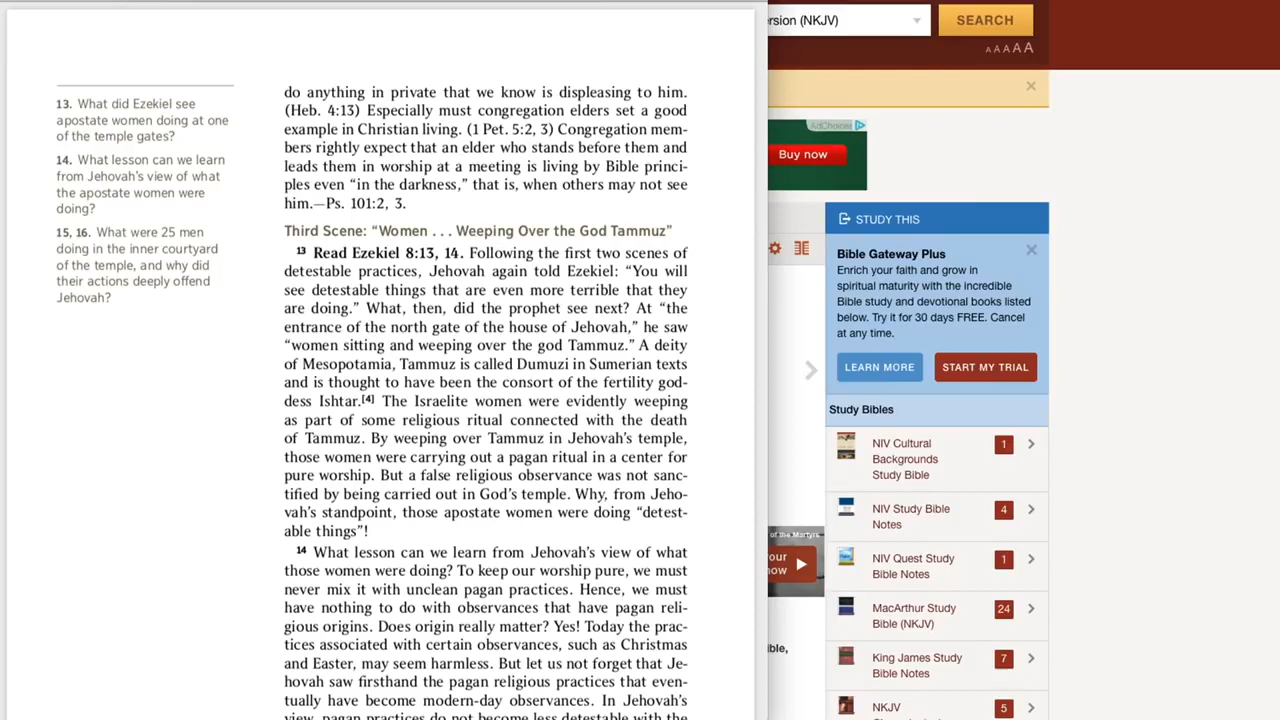 13. What did Ezekiel see
apostate women doing at one
of the temple gates?
14. What lesson can we learn
from Jehovah's view of what
the apostate women were
doing?
15, 16. What were 25 men
doing in the inner courtyard
of the temple, and why did
their actions deeply offend
Jehovah?
do anything in private that we know is displeasing to him.
(Heb. 4:13) Especially must congregation elders set a good
example in Christian living. (1 Pet. 5:2, 3) Congregation mem-
bers rightly expect that an elder who stands before them and
leads them in worship at a meeting is living by Bible princi-
ples even “in the darkness,” that is, when others may not see
him.—Ps. 101:2, 3.
Third Scene: “Women . . . Weeping Over the God Tammuz”
13 Read Ezekiel 8:13, 14. Following the first two scenes of
detestable practices, Jehovah again told Ezekiel: “You will
see detestable things that are even more terrible that they
are doing.” What, then, did the prophet see next? At “the
entrance of the north gate of the house of Jehovah,” he saw
“women sitting and weeping over the god Tammuz.” A deity
of Mesopotamia, Tammuz is called Dumuzi in Sumerian texts
and is thought to have been the consort of the fertility god-
dess Ishtar.[4] The Israelite women were evidently weeping
as part of some religious ritual connected with the death
of Tammuz. By weeping over Tammuz in Jehovah's temple,
those women were carrying out a pagan ritual in a center for
pure worship. But a false religious observance was not sanc-
tified by being carried out in God's temple. Why, from Jeho-
vah's standpoint, those apostate women were doing “detest-
able things”!
14 What lesson can we learn from Jehovah's view of what
those women were doing? To keep our worship pure, we must
never mix it with unclean pagan practices. Hence, we must
have nothing to do with observances that have pagan reli-
gious origins. Does origin really matter? Yes! Today the prac-
tices associated with certain observances, such as Christmas
and Easter, may seem harmless. But let us not forget that Je-
hovah saw firsthand the pagan religious practices that even-
tually have become modern-day observances. In Jehovah's
view, pagan practices do not become less detestable with the
rsion (NKJV)
SEARCH
A A A A A
AdChoices
Buy now
STUDY THIS
Bible Gateway Plus
Enrich your faith and grow in
spiritual maturity with the incredible
Bible study and devotional books listed
below. Try it for 30 days FREE. Cancel
at any time.
LEARN MORE
START MY TRIAL
Study Bibles
NIV Cultural
Backgrounds
Study Bible
1
NIV Study Bible
Notes
4
NIV Quest Study
Bible Notes
1
MacArthur Study
Bible (NKJV)
24
King James Study
Bible Notes
7
NKJV
5
of the Martyrs
our
now
ble,